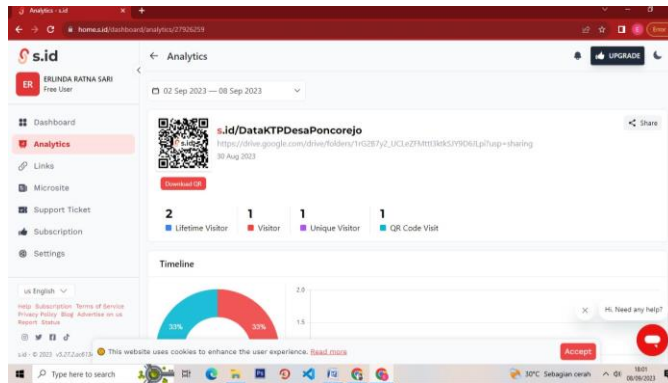 Analytics - s.id
home.s.id/dashboard/analytics/27926259
s.id
ER
ERLINDA RATNA SARI
Free User
Dashboard
Analytics
Links
Microsite
Support Ticket
Subscription
Settings
us English
Help Subscription Terms of Service
Privacy Policy Blog Advertise on us
Report Status
Analytics
UPGRADE
02 Sep 2023 — 08 Sep 2023
s.id/DataKTPDesaPoncorejo
30 Aug 2023
Share
Download QR
2
Lifetime Visitor
1
Visitor
1
Unique Visitor
1
QR Code Visit
Timeline
33%
33%
2.0
1.5
Hi. Need any help?
This website uses cookies to enhance the user experience. Read more
Accept
Type here to search
30°C Sebagian cerah
18:01
08/09/2023